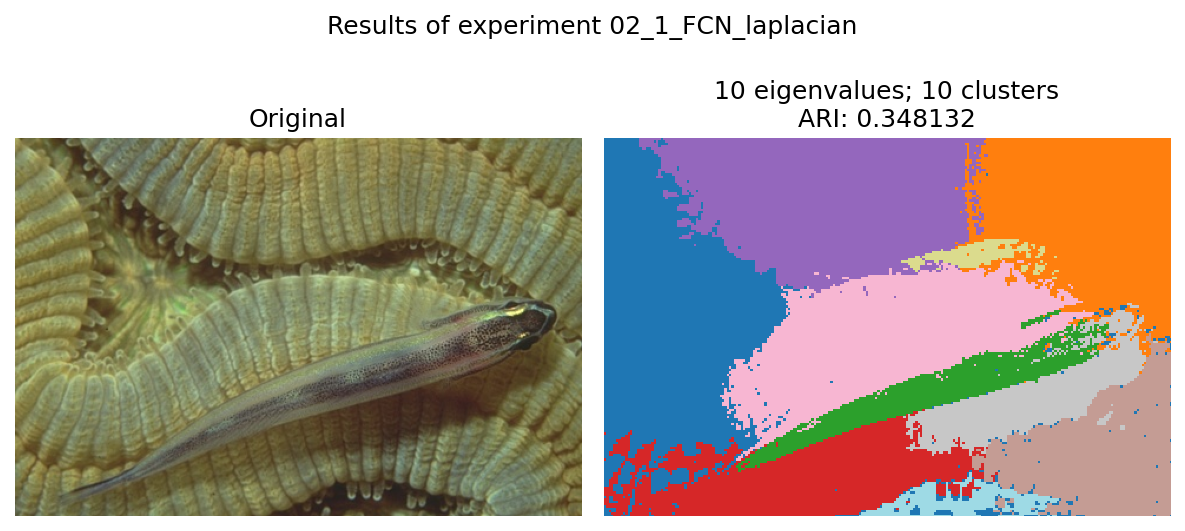 Results of experiment 02_1_FCN_laplacian
Original
10 eigenvalues; 10 clusters
ARI: 0.348132